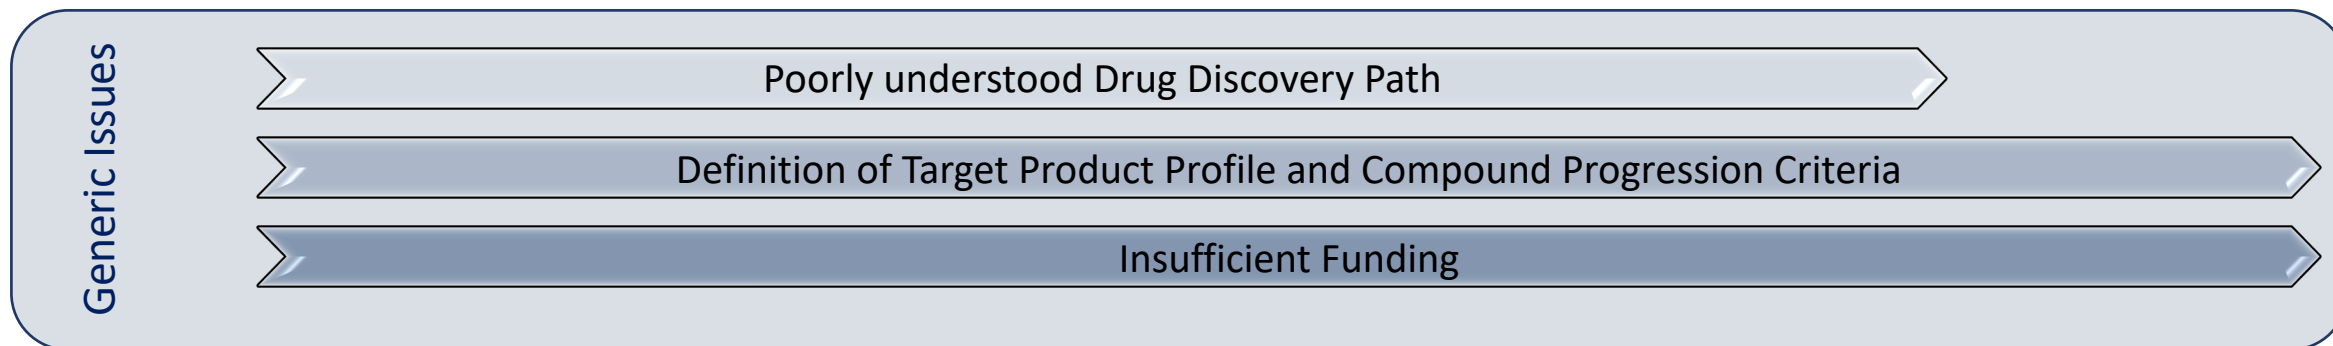 Generic Issues
Poorly understood Drug Discovery Path
Definition of Target Product Profile and Compound Progression Criteria
Insufficient Funding